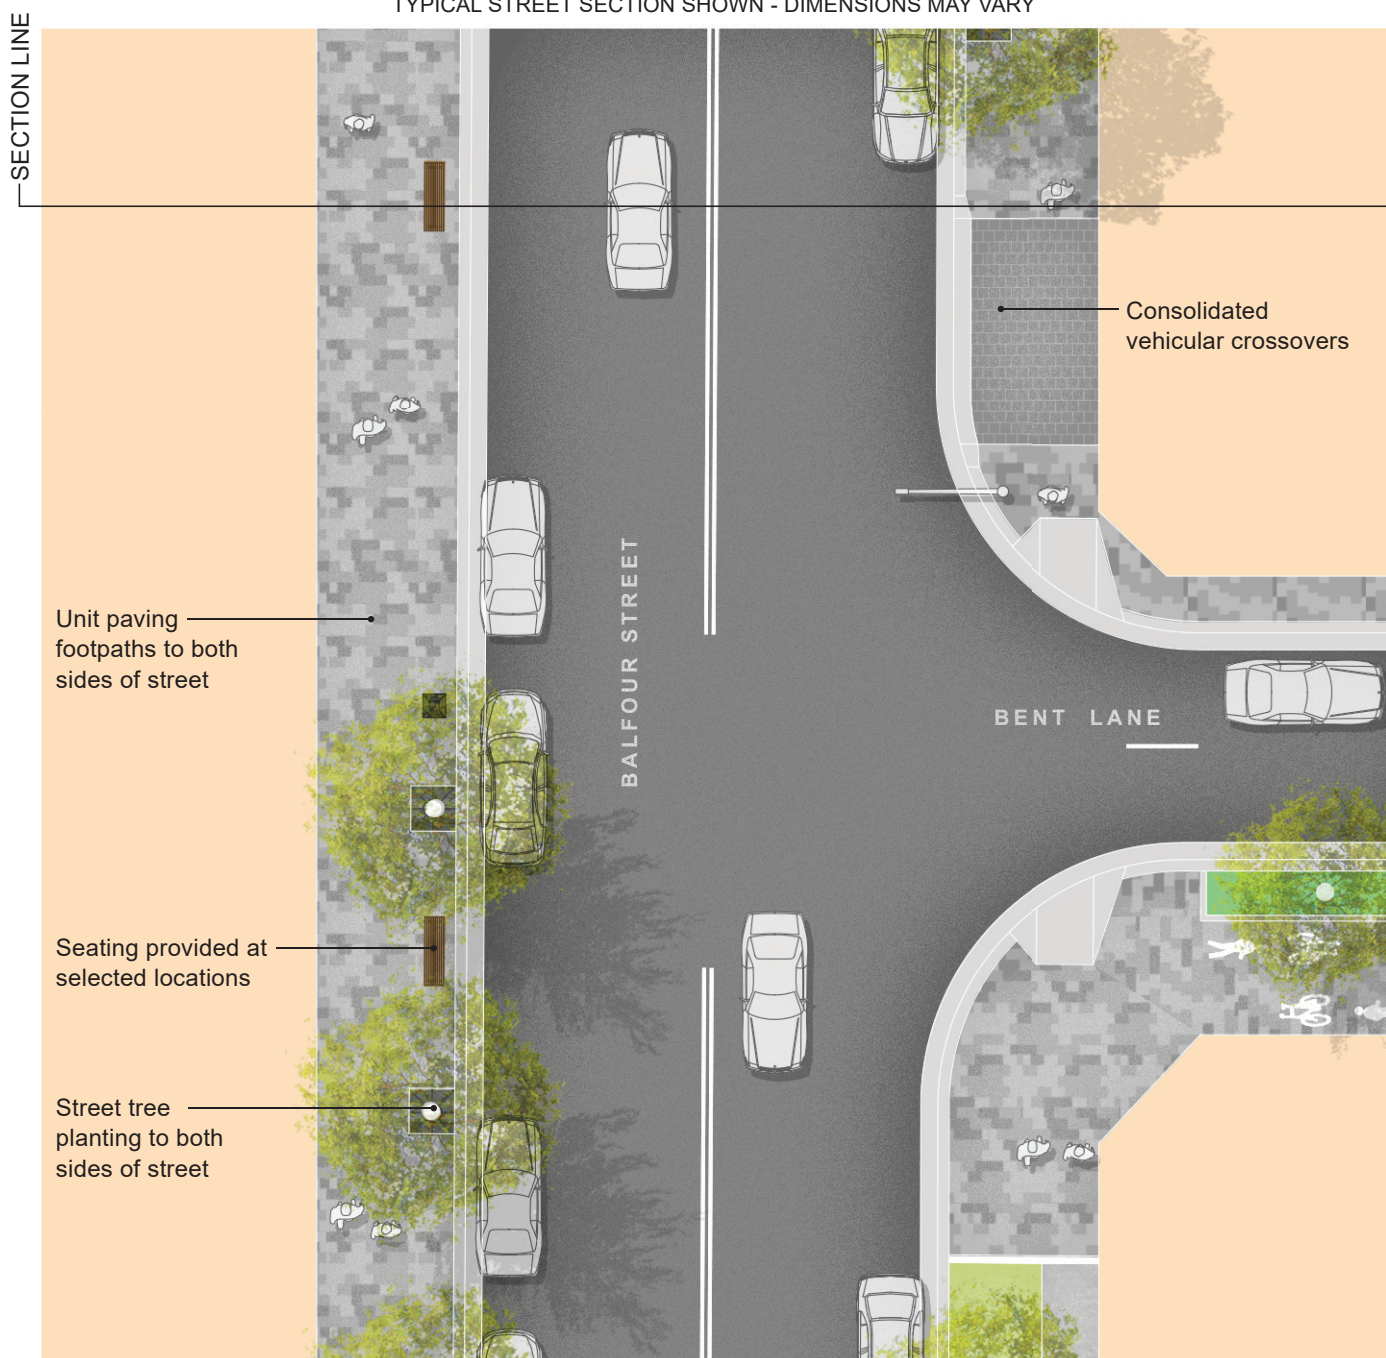 TYPICAL STREET SECTION SHOWN - DIMENSIONS MAY VARY
SECTION LINE
Consolidated
vehicular crossovers
Unit paving
footpaths to both
sides of street
BALFOUR STREET
BENT LANE
Seating provided at
selected locations
Street tree
planting to both
sides of street